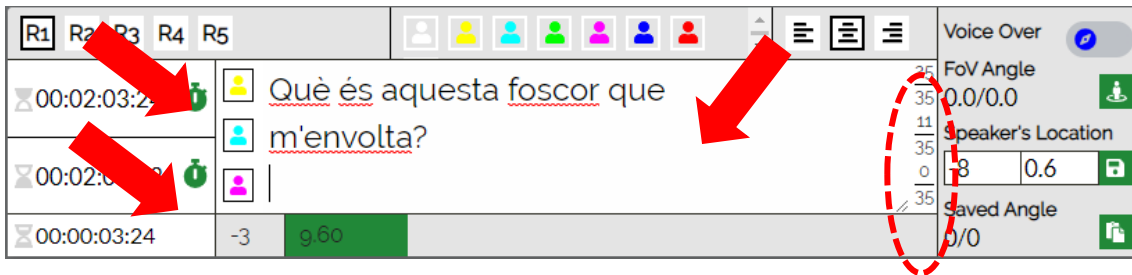 R1 R2 R3 R4 R5
Voice Over
FoV Angle
0.0/0.0
Speaker's Location
-8 0.6
Saved Angle
0/0
00:02:03:24
00:00:03:24
Què és aquesta foscor que
m'envolta?
35
35
11
35
0
35
-3 9.60